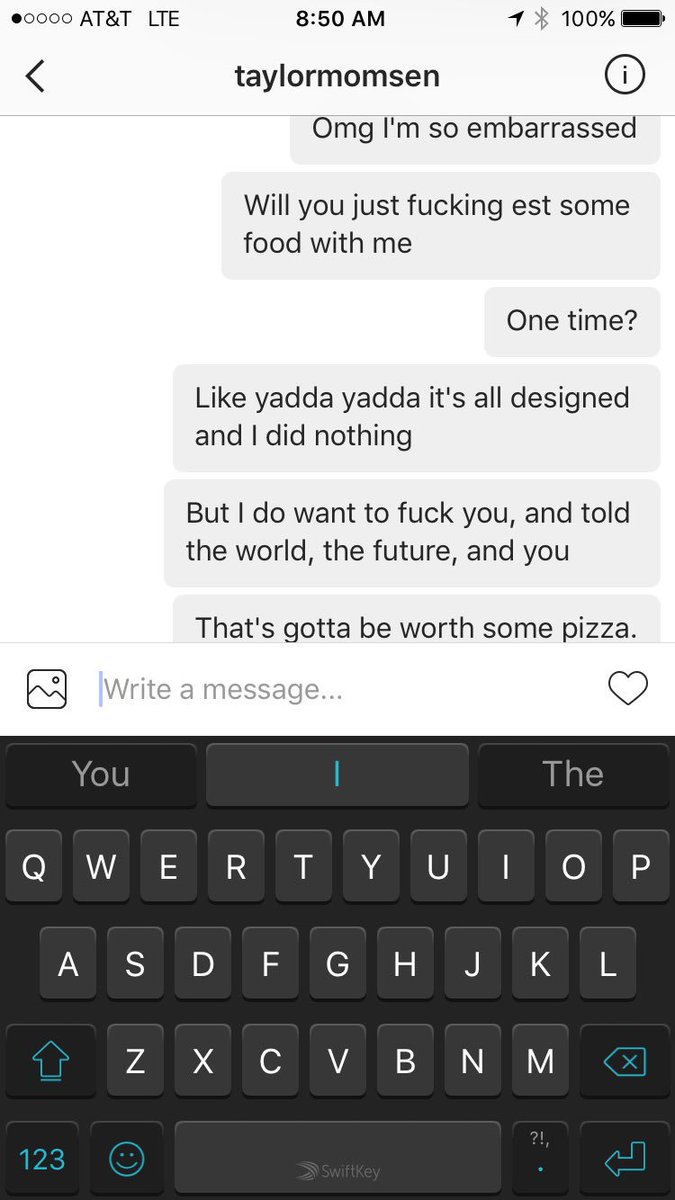 AT&T LTE 8:50 AM 100%
taylormomsen
Omg I'm so embarrassed
Will you just fucking est some
food with me
One time?
Like yadda yadda it's all designed
and I did nothing
But I do want to fuck you, and told
the world, the future, and you
That's gotta be worth some pizza.
Write a message...
You I The
Q W E R T Y U I O P
A S D F G H J K L
Z X C V B N M
123 SwiftKey ?!, .